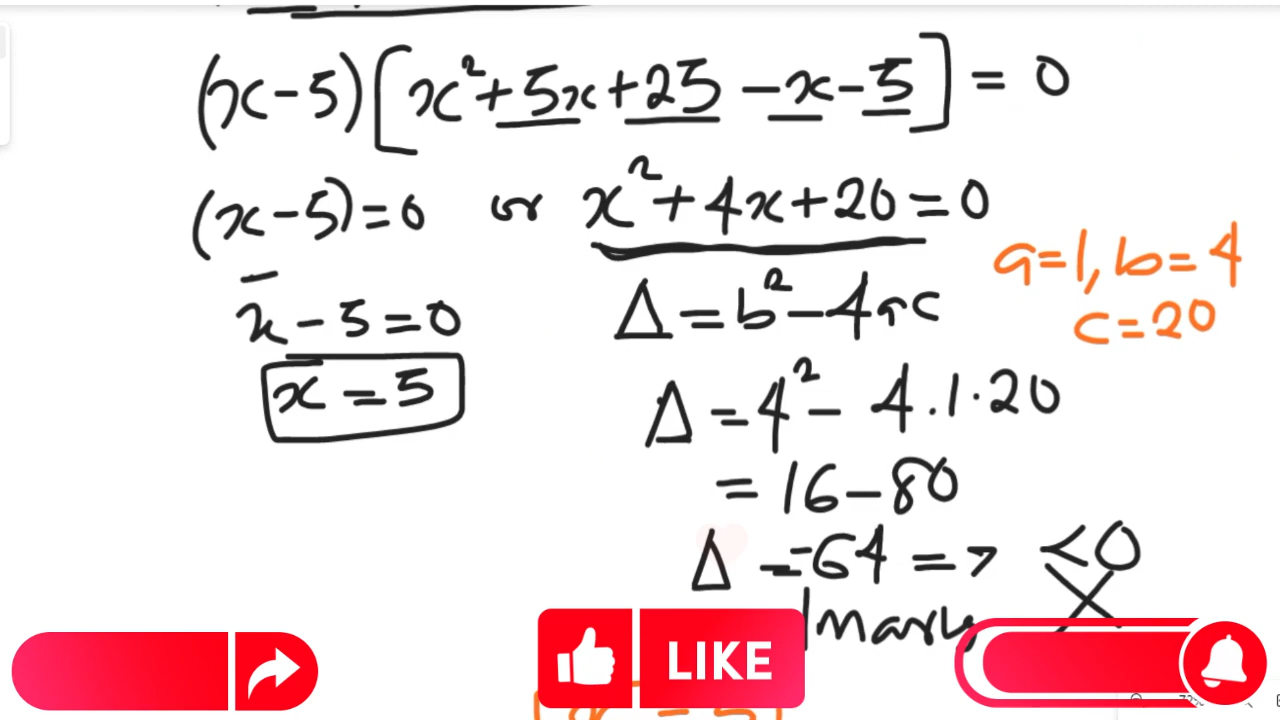 (x-5)[x²+5x+25-x-5] = 0
(x-5)=0 or x²+4x+20=0
a=1, b=4
c=20
x-5=0
Δ=b²-4ac
x=5
Δ=4²-4.1.20
=16-80
Δ=-64=> <0
LIKE
x=5